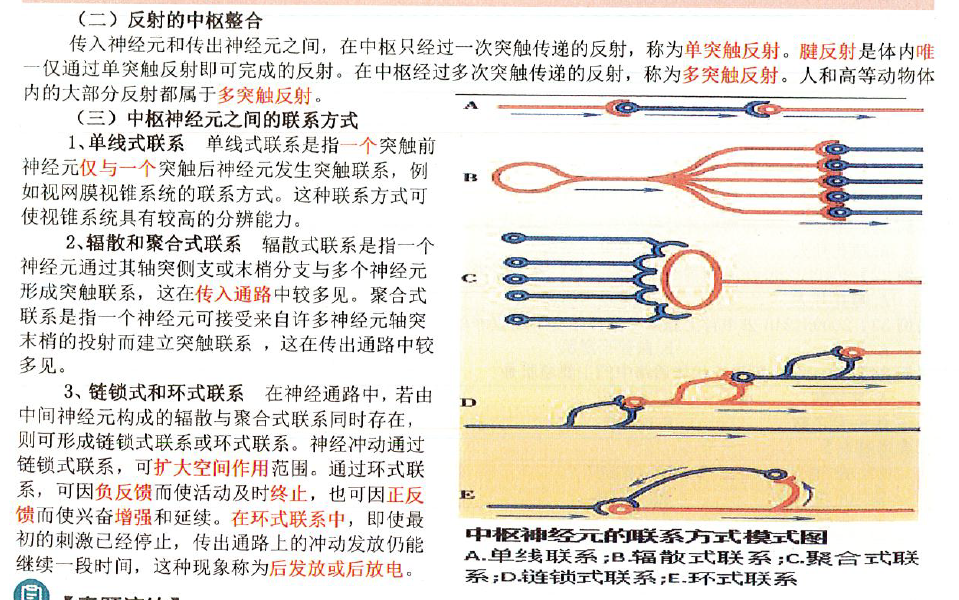 （二）反射的中枢整合
传入神经元和传出神经元之间，在中枢只经过一次突触传递的反射，称为单突触反射。腱反射是体内唯
一仅通过单突触反射即可完成的反射。在中枢经过多次突触传递的反射，称为多突触反射。人和高等动物体
内的大部分反射都属于多突触反射。
（三）中枢神经元之间的联系方式
1、单线式联系 单线式联系是指一个突触前
神经元仅与一个突触后神经元发生突触联系，例
如视网膜视锥系统的联系方式。这种联系方式可
使视锥系统具有较高的分辨能力。
2、辐散和聚合式联系 辐散式联系是指一个
神经元通过其轴突侧支或末梢分支与多个神经元
形成突触联系，这在传入通路中较多见。聚合式
联系是指一个神经元可接受来自许多神经元轴突
末梢的投射而建立突触联系 ，这在传出通路中较
多见。
3、链锁式和环式联系 在神经通路中，若由
中间神经元构成的辐散与聚合式联系同时存在，
则可形成链锁式联系或环式联系。神经冲动通过
链锁式联系，可扩大空间作用范围。通过环式联
系，可因负反馈而使活动及时终止，也可因正反
馈而使兴奋增强和延续。在环式联系中，即使最
初的刺激已经停止，传出通路上的冲动发放仍能
继续一段时间，这种现象称为后发放或后放电。
A
B
C
D
E
中枢神经元的联系方式模式图
A.单线联系;B.辐散式联系;C.聚合式联
系;D.链锁式联系;E.环式联系